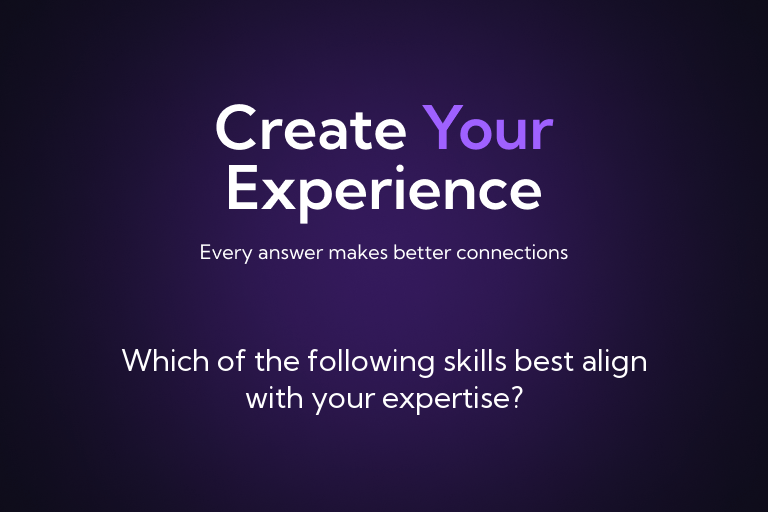 Create Your
Experience
Every answer makes better connections
Which of the following skills best align
with your expertise?